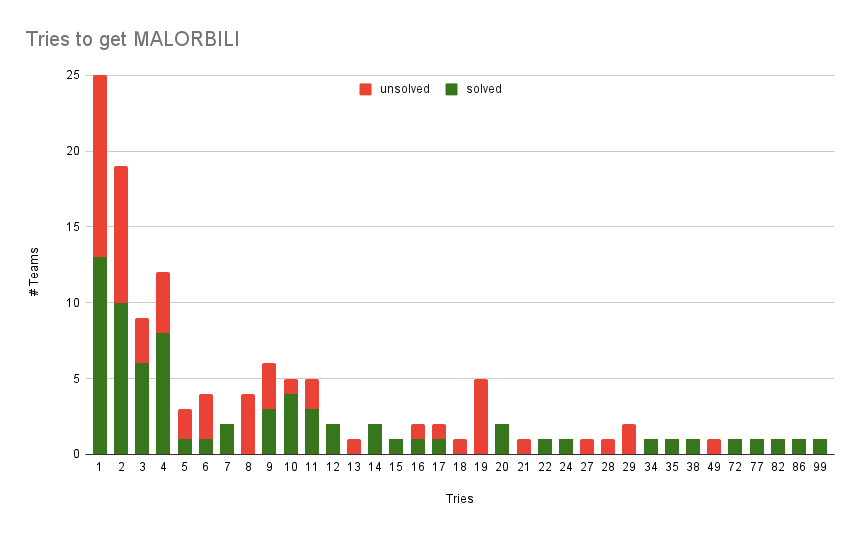 Tries to get MALORBILI
unsolved solved
# Teams
25
20
15
10
5
0
1 2 3 4 5 6 7 8 9 10 11 12 13 14 15 16 17 18 19 20 21 22 24 27 28 29 34 35 38 49 72 77 82 86 99
Tries